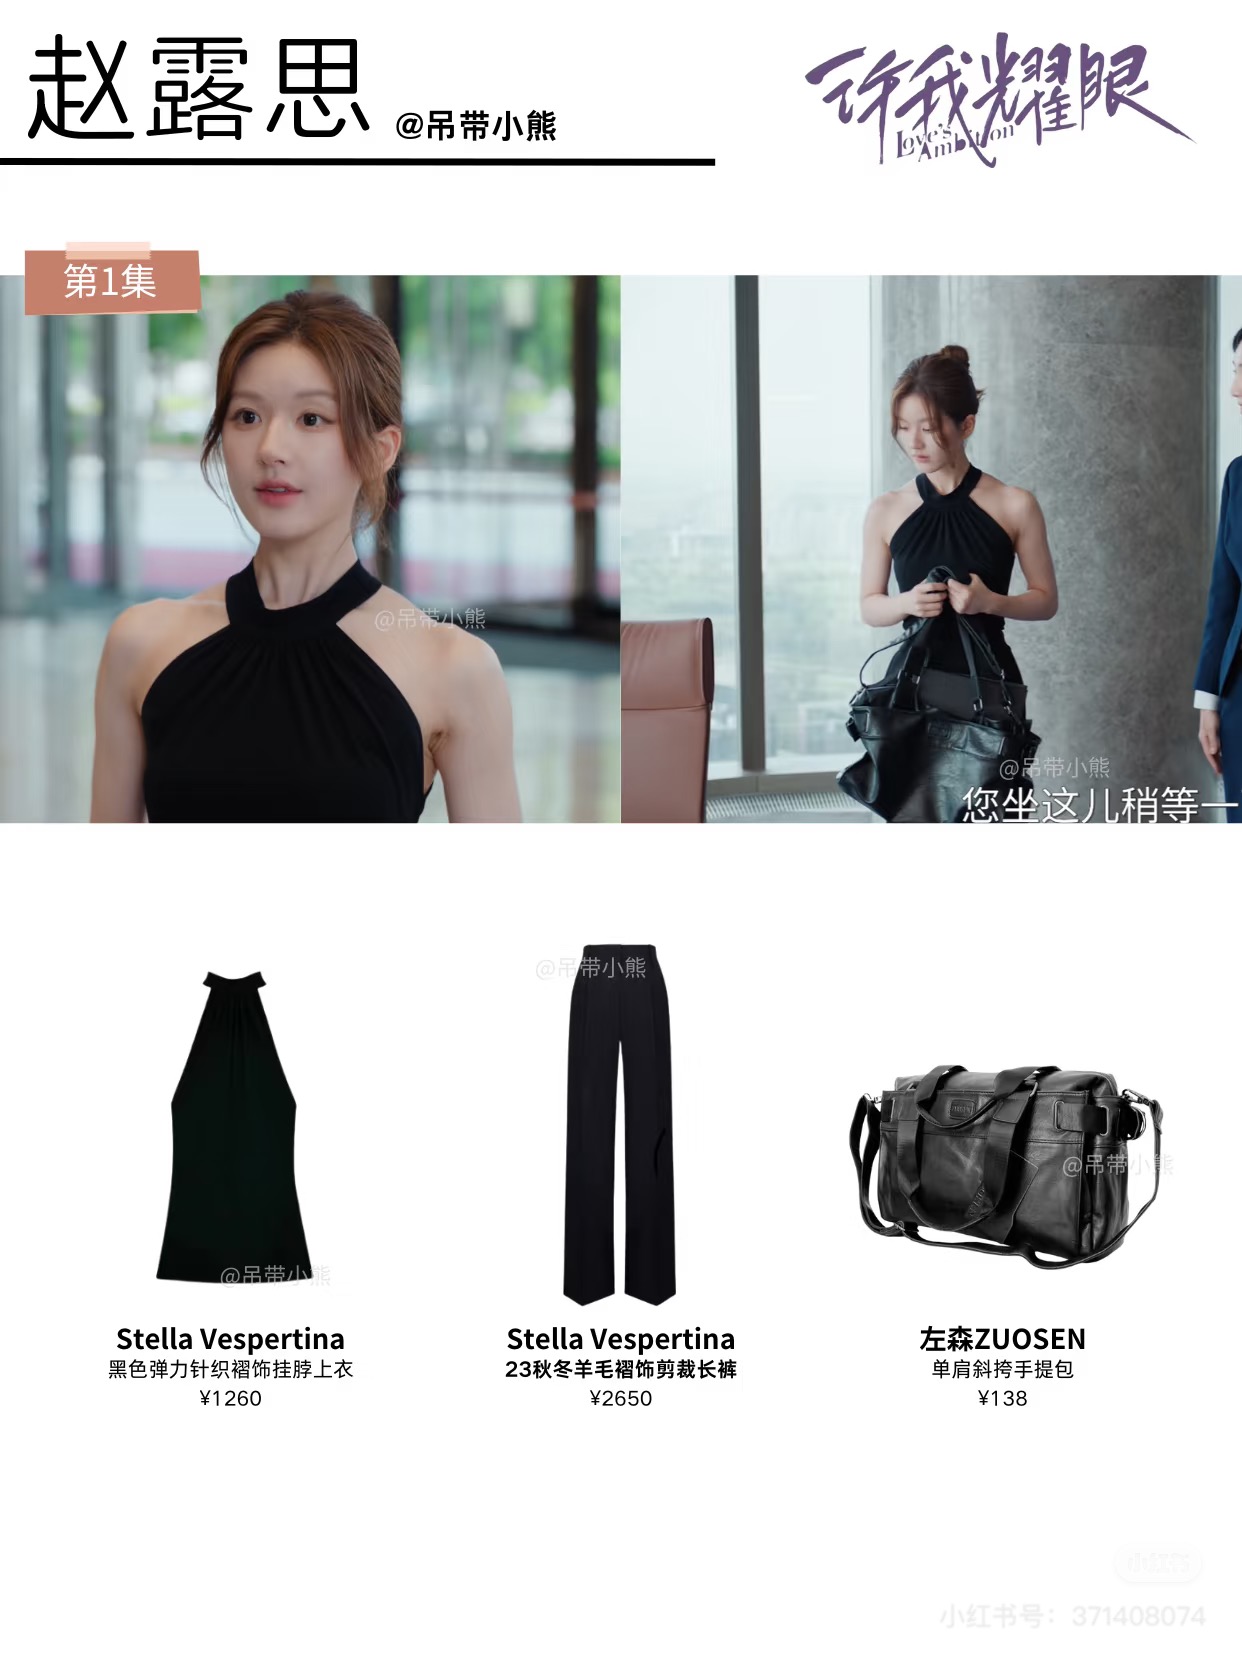 赵露思 @吊带小熊
许我耀眼
Love's
Ambition
第1集
@吊带小熊
@吊带小熊
您坐这儿稍等一
@吊带小熊
@吊带小熊
@吊带小熊
Stella Vespertina
黑色弹力针织褶饰挂脖上衣
¥1260
Stella Vespertina
23秋冬羊毛褶饰剪裁长裤
¥2650
左森ZUOSEN
单肩斜挎手提包
¥138
小红书
小红书号：371408074